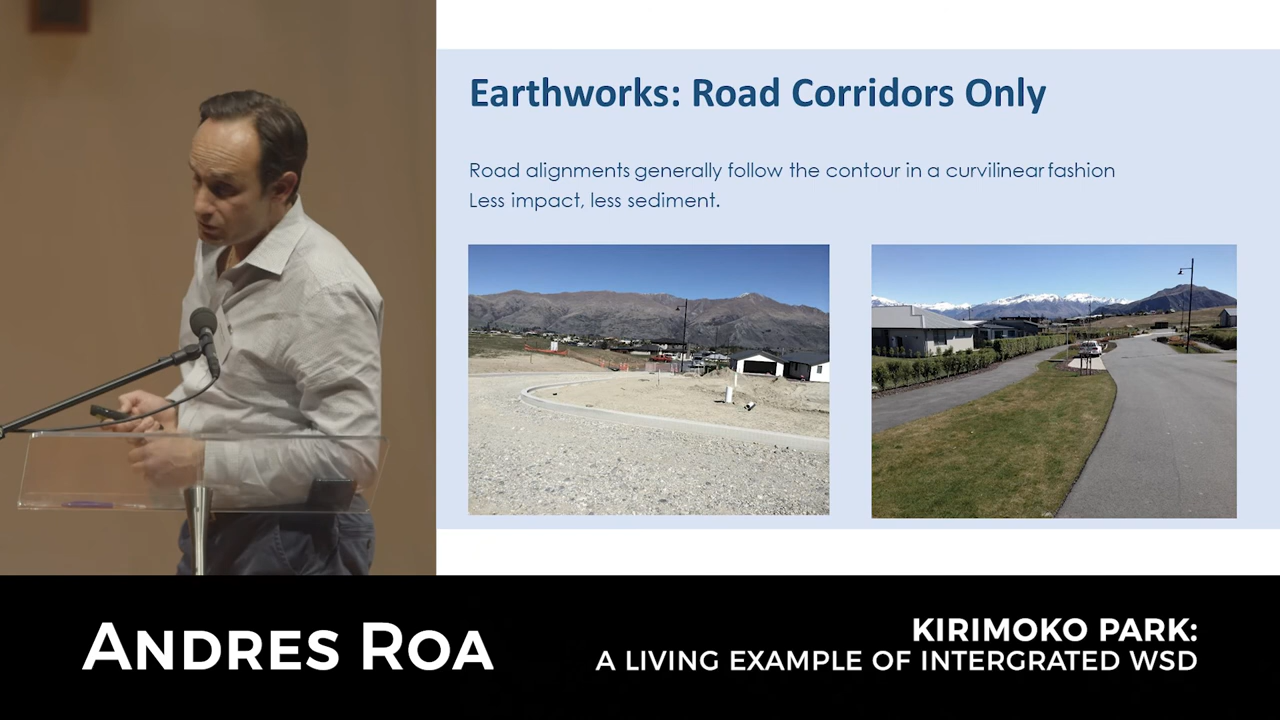 Earthworks: Road Corridors Only
Road alignments generally follow the contour in a curvilinear fashion
Less impact, less sediment.
ANDRES ROA
KIRIMOKO PARK:
A LIVING EXAMPLE OF INTERGRATED WSD